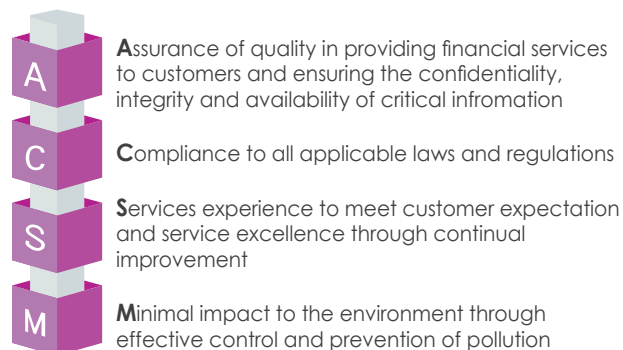 A
Assurance of quality in providing financial services
to customers and ensuring the confidentiality,
integrity and availability of critical infromation
C
Compliance to all applicable laws and regulations
S
Services experience to meet customer expectation
and service excellence through continual
improvement
M
Minimal impact to the environment through
effective control and prevention of pollution